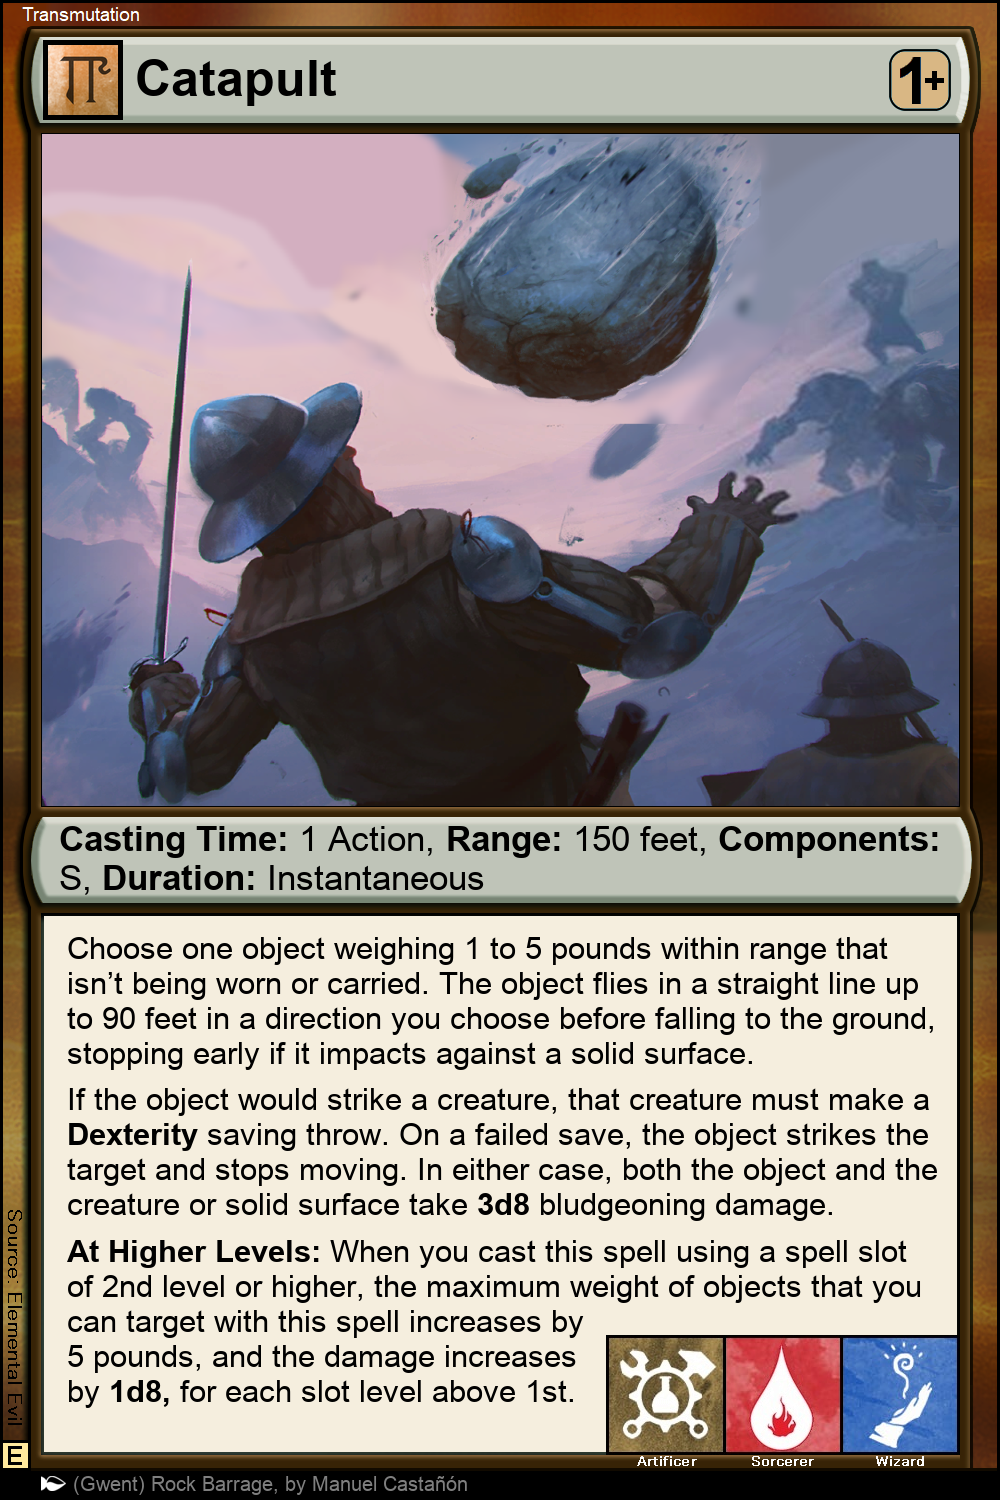 Transmutation
Catapult
1+
Casting Time: 1 Action, Range: 150 feet, Components:
S, Duration: Instantaneous
Choose one object weighing 1 to 5 pounds within range that
isn’t being worn or carried. The object flies in a straight line up
to 90 feet in a direction you choose before falling to the ground,
stopping early if it impacts against a solid surface.
If the object would strike a creature, that creature must make a
Dexterity saving throw. On a failed save, the object strikes the
target and stops moving. In either case, both the object and the
creature or solid surface take 3d8 bludgeoning damage.
At Higher Levels: When you cast this spell using a spell slot
of 2nd level or higher, the maximum weight of objects that you
can target with this spell increases by
5 pounds, and the damage increases
by 1d8, for each slot level above 1st.
Source: Elemental Evil
E
Artificer
Sorcerer
Wizard
(Gwent) Rock Barrage, by Manuel Castañón